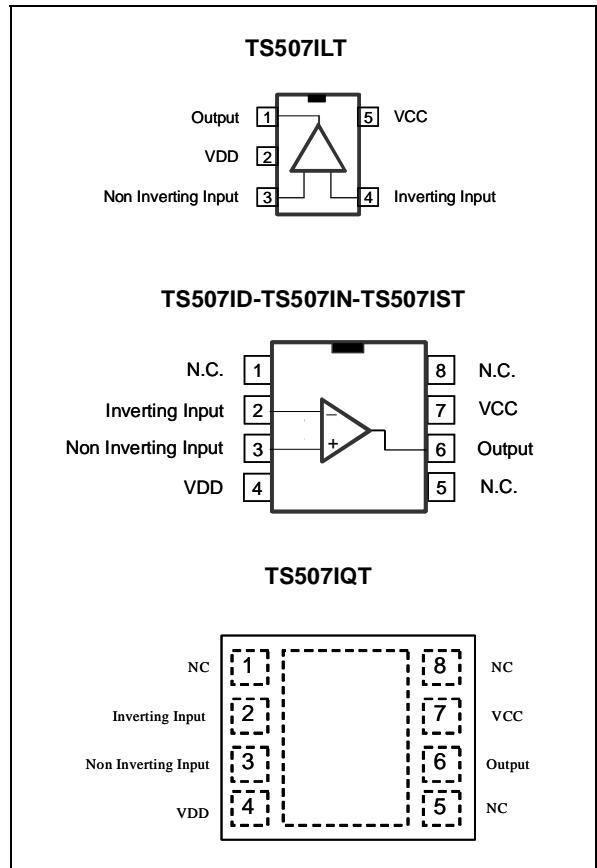 TS507ILT
Output 1 5 VCC
VDD 2
Non Inverting Input 3 4 Inverting Input
TS507ID-TS507IN-TS507IST
N.C. 1 8 N.C.
Inverting Input 2 − 7 VCC
Non Inverting Input 3 + 6 Output
VDD 4 5 N.C.
TS507IQT
NC 1 8 NC
Inverting Input 2 7 VCC
Non Inverting Input 3 6 Output
VDD 4 5 NC